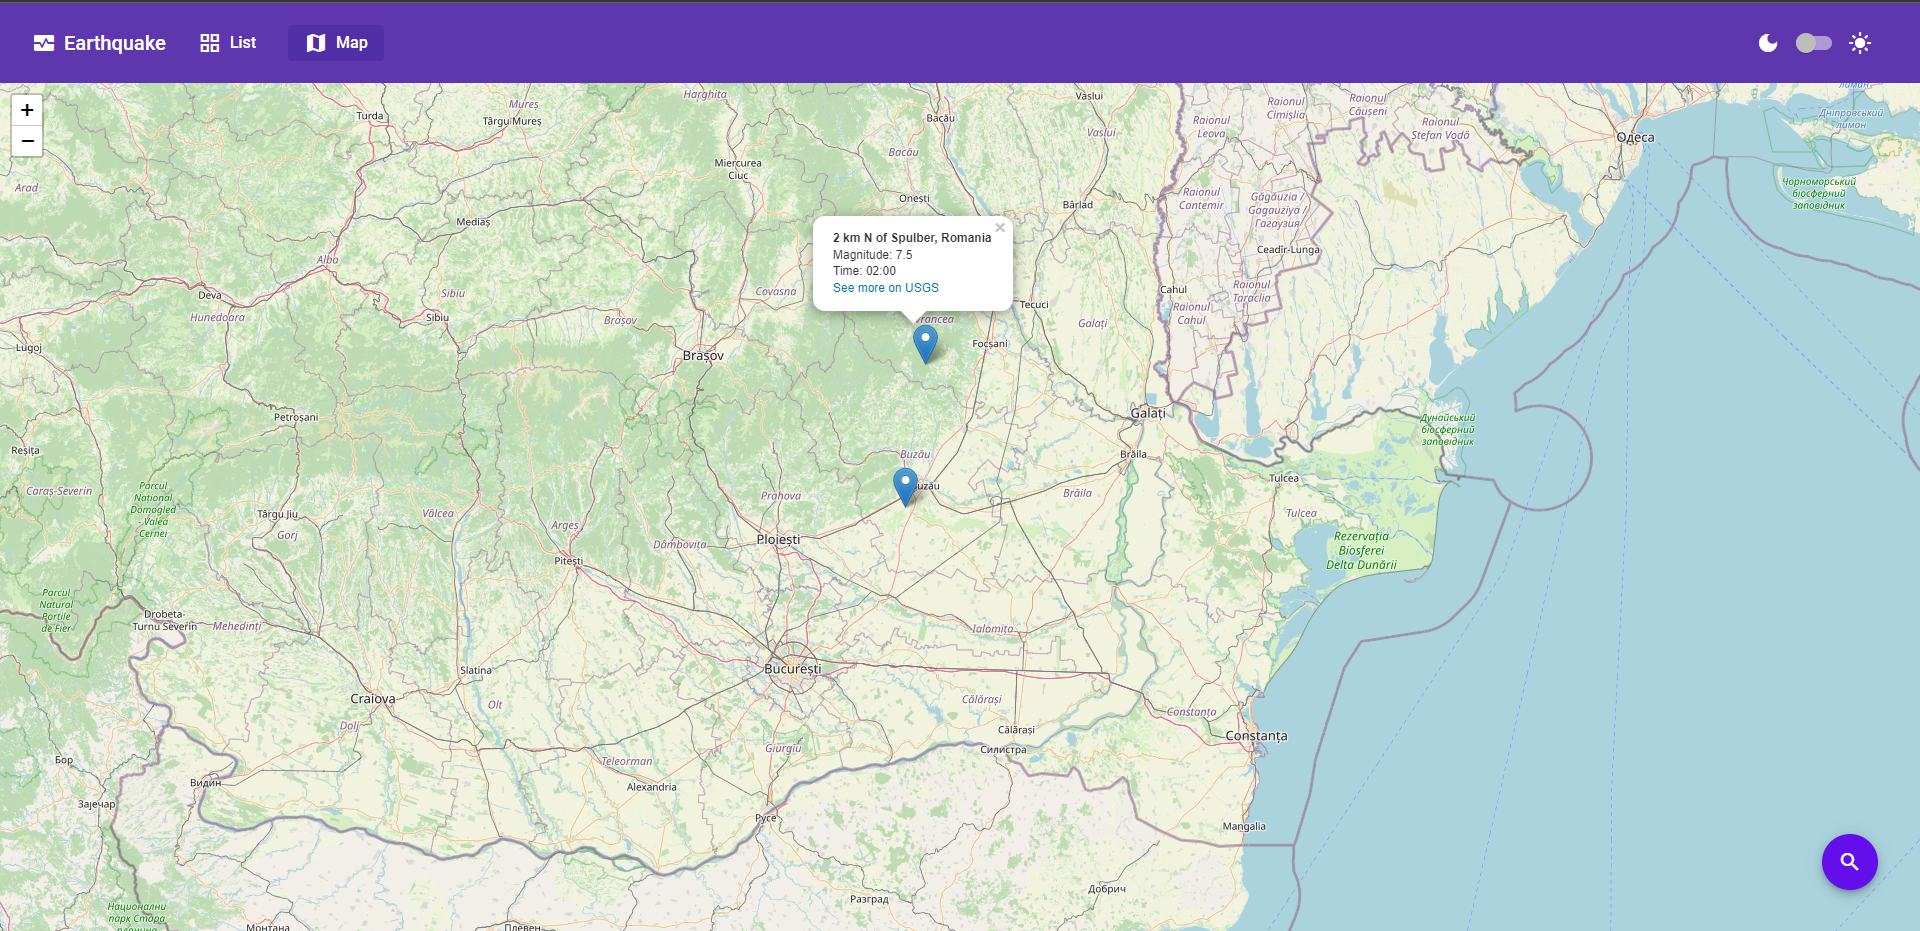 Earthquake
List
Map
+
−
2 km N of Spulber, Romania
×
Magnitude: 7.5
Time: 02:00
See more on USGS
Harghita
Mureș
Târgu Mureș
Turda
Bacău
Vaslui
Vaslui
Raionul
Leova
Raionul
Cimișlia
Raionul
Căușeni
Raionul
Ștefan Vodă
Одеса
Дніпровський
лиман
Miercurea
Ciuc
Bacău
Arad
Onești
Bârlad
Raionul
Cantemir
Găgăuzia /
Gagauziya /
Гагаузия
Чорноморський
біосферний
заповідник
Mediaș
Alba
Ceadîr-Lunga
Deva
Sibiu
Covasna
Cahul
Raionul
Taraclia
Hunedoara
Sibiu
Brașov
Tecuci
Raionul
Cahul
Galați
Lugoj
Brașov
Focșani
Petroșani
Galați
Дунайський
біосферний
заповідник
Reșița
Buzău
Brăila
Caraș-Severin
Parcul
Național
Domogled
- Valea
Cernei
Prahova
Brăila
Tulcea
Târgu Jiu
Gorj
Vâlcea
Argeș
Tulcea
Ploiești
Dâmbovița
Pitești
Rezervația
Biosferei
Delta Dunării
Parcul
Natural
Porțile
de Fier
Drobeta-
Turnu Severin
Mehedinți
Ialomița
București
Slatina
Craiova
Olt
Dolj
Călărași
Constanța
Călărași
Силистра
Constanța
Giurgiu
Teleorman
Бор
Видин
Alexandria
Зајечар
Русе
Mangalia
Добрич
Разград
Национални
парк Стара
планина
Монтана
Плевен